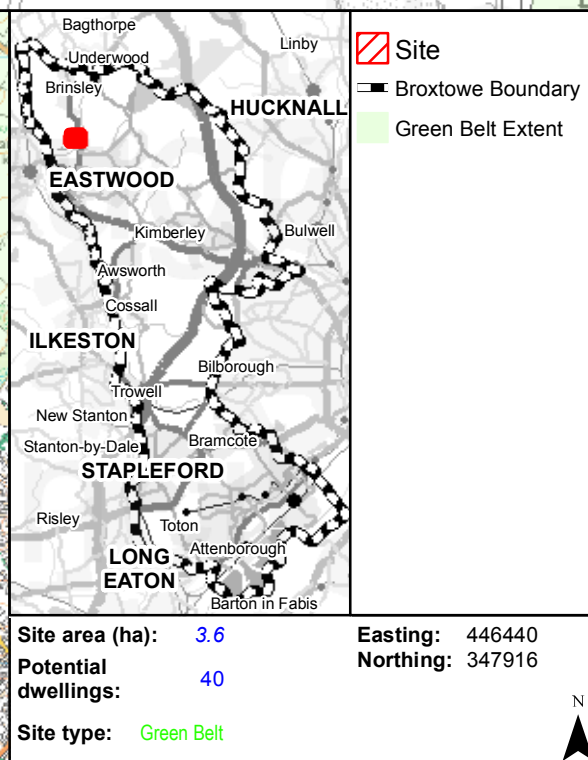 Bagthorpe
Linby
Underwood
Brinsley
HUCKNALL
EASTWOOD
Kimberley
Bulwell
Awsworth
Cossall
ILKESTON
Bilborough
Trowell
New Stanton
Bramcote
Stanton-by-Dale
STAPLEFORD
Risley
Toton
Attenborough
LONG
EATON
Barton in Fabis
Site
Broxtowe Boundary
Green Belt Extent
Site area (ha): 3.6
Potential
dwellings: 40
Site type: Green Belt
Easting: 446440
Northing: 347916
N